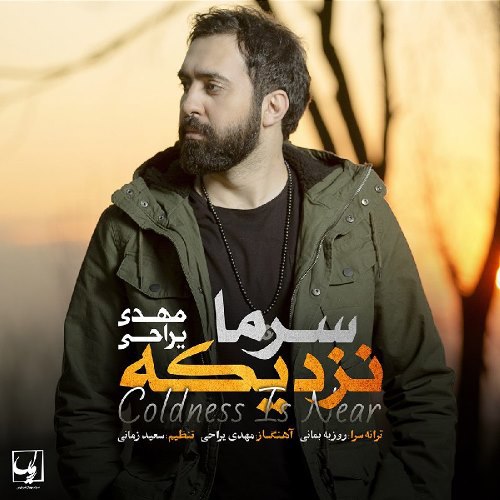 مهدی
یراحی
سرما
نزدیکه
Coldness Is Near
ترانه سرا: روزبه بمانی آهنگساز: مهدی یراحی تنظیم: سعید زمانی